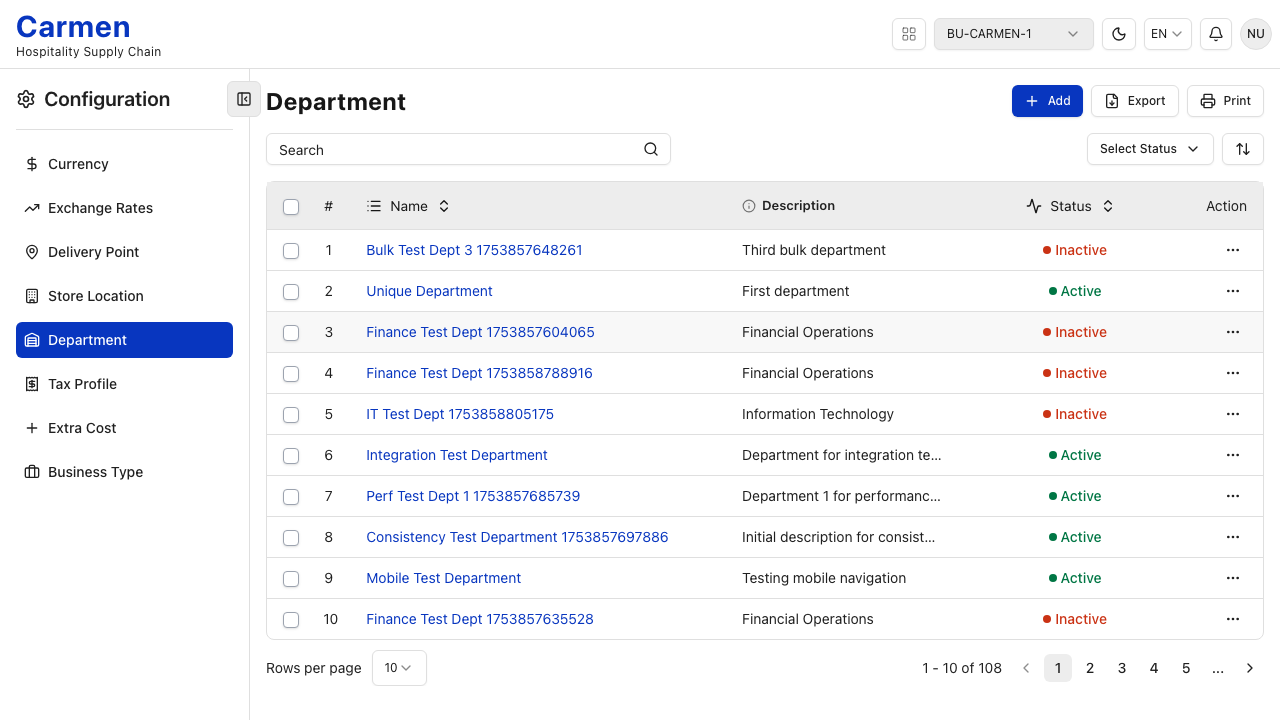 Carmen
Hospitality Supply Chain
BU-CARMEN-1
EN
NU
Configuration
Currency
Exchange Rates
Delivery Point
Store Location
Department
Tax Profile
Extra Cost
Business Type
Department
Add
Export
Print
Search
Select Status
# Name Description Status Action
1 Bulk Test Dept 3 1753857648261 Third bulk department Inactive
2 Unique Department First department Active
3 Finance Test Dept 1753857604065 Financial Operations Inactive
4 Finance Test Dept 1753858788916 Financial Operations Inactive
5 IT Test Dept 1753858805175 Information Technology Inactive
6 Integration Test Department Department for integration te... Active
7 Perf Test Dept 1 1753857685739 Department 1 for performanc... Active
8 Consistency Test Department 1753857697886 Initial description for consist... Active
9 Mobile Test Department Testing mobile navigation Active
10 Finance Test Dept 1753857635528 Financial Operations Inactive
Rows per page 10 1 - 10 of 108 1 2 3 4 5 ...